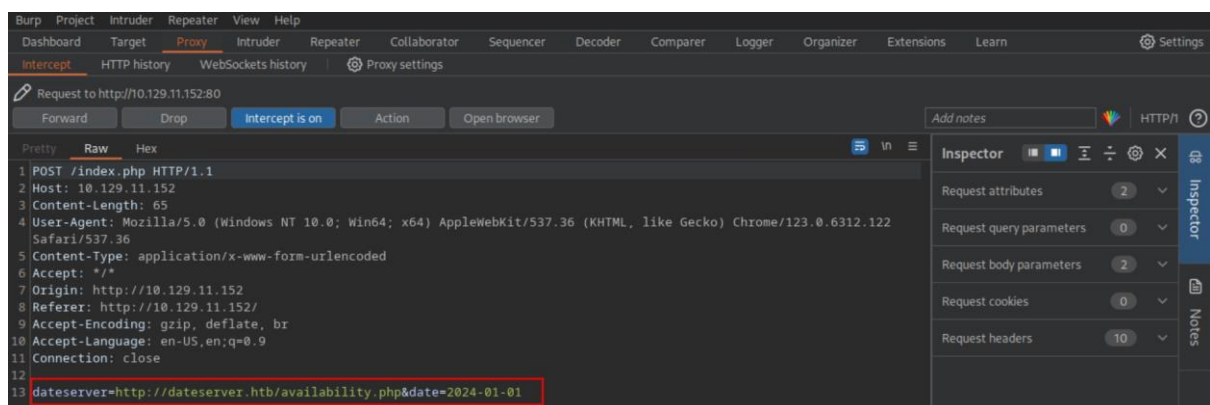 Burp Project Intruder Repeater View Help
Dashboard Target Proxy Intruder Repeater Collaborator Sequencer Decoder Comparer Logger Organizer Extensions Learn Settings
Intercept HTTP history WebSockets history Proxy settings
Request to http://10.129.11.152:80
Forward Drop Intercept is on Action Open browser Add notes HTTP/1 ?
Pretty Raw Hex \n Inspector
1 POST /index.php HTTP/1.1
2 Host: 10.129.11.152
3 Content-Length: 65
4 User-Agent: Mozilla/5.0 (Windows NT 10.0; Win64; x64) AppleWebKit/537.36 (KHTML, like Gecko) Chrome/123.0.6312.122
Safari/537.36
5 Content-Type: application/x-www-form-urlencoded
6 Accept: */*
7 Origin: http://10.129.11.152
8 Referer: http://10.129.11.152/
9 Accept-Encoding: gzip, deflate, br
10 Accept-Language: en-US,en;q=0.9
11 Connection: close
12
13 dateserver=http://dateserver.htb/availability.php&date=2024-01-01
Request attributes 2
Request query parameters 0
Request body parameters 2
Request cookies 0
Request headers 10
Inspector
Notes